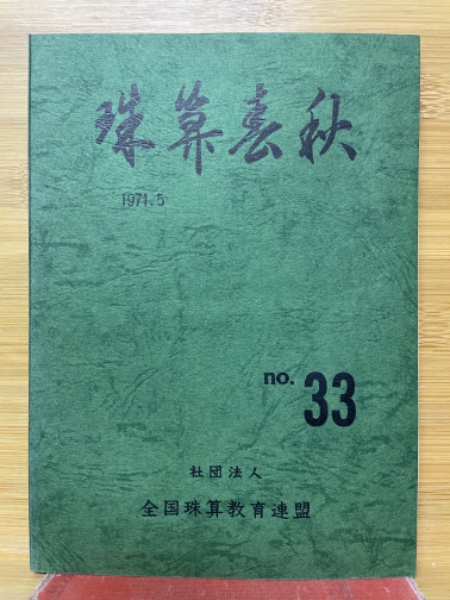 珠算春秋
1971.5
no. 33
社団法人
全国珠算教育連盟